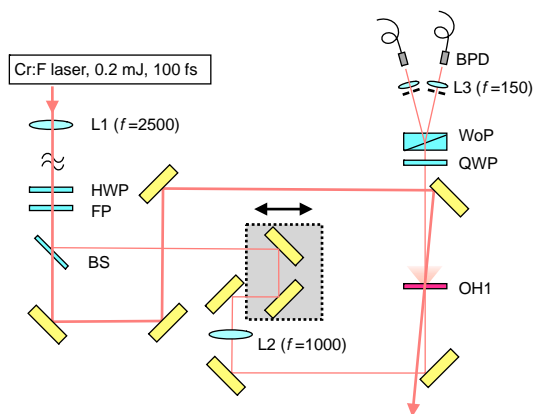 Cr:F laser, 0.2 mJ, 100 fs
BPD
L1 (f=2500)
L3 (f=150)
WoP
QWP
HWP
FP
BS
OH1
L2 (f=1000)